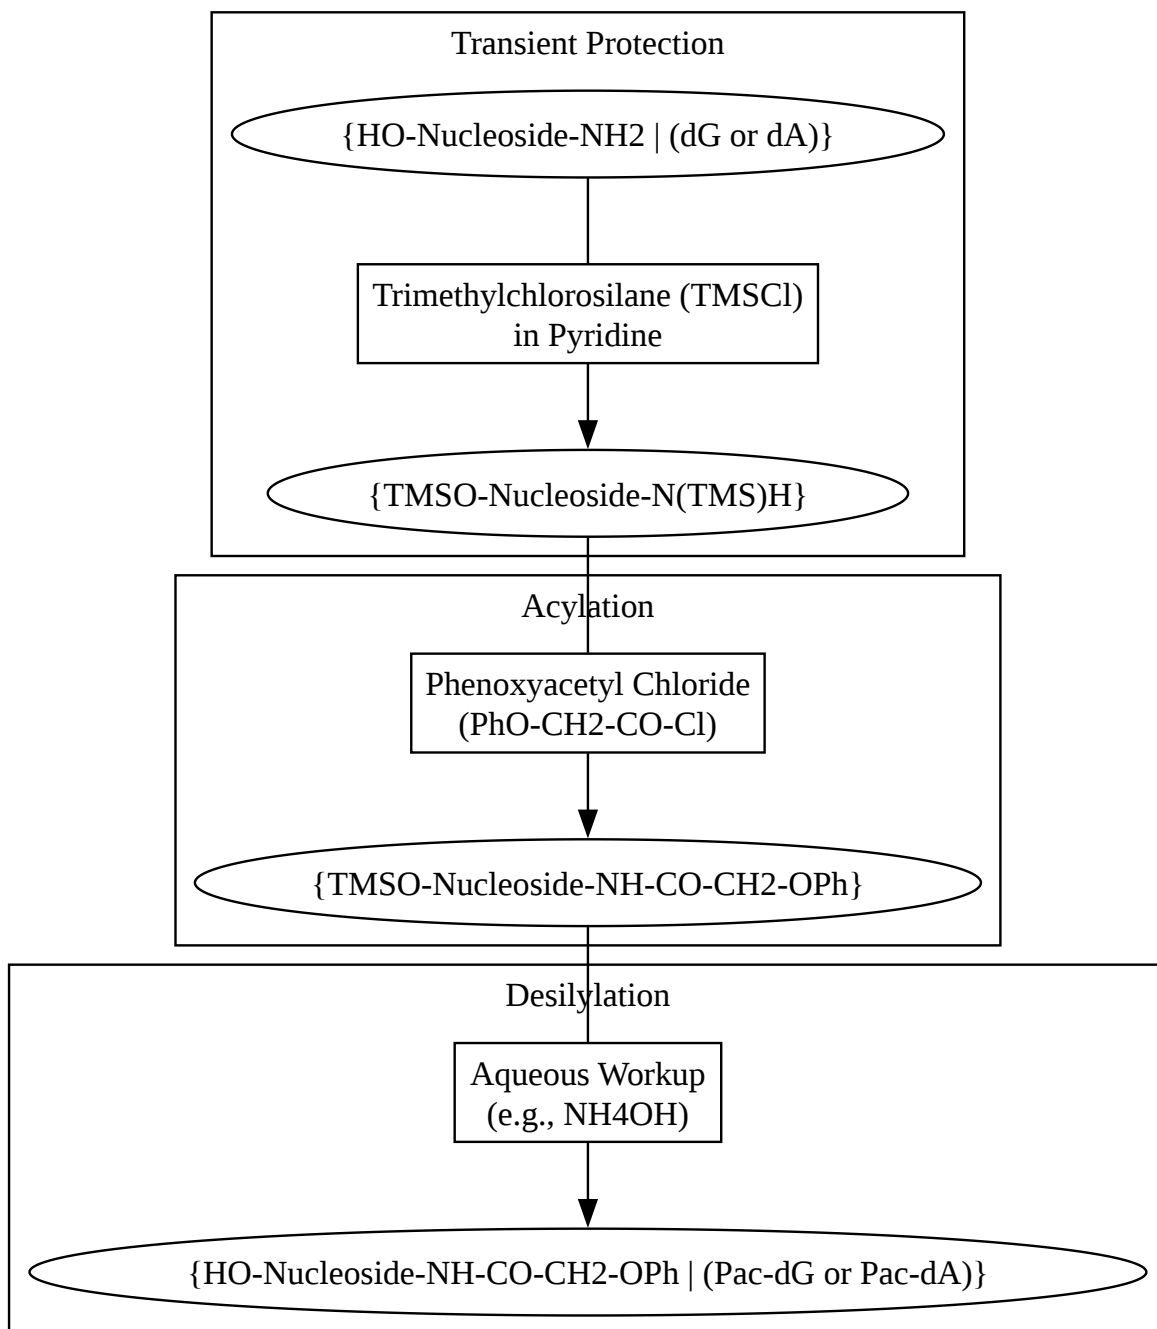 Transient Protection
{HO-Nucleoside-NH2 | (dG or dA)}
Trimethylchlorosilane (TMSCl)
in Pyridine
{TMSO-Nucleoside-N(TMS)H}
Acylation
Phenoxyacetyl Chloride
(PhO-CH2-CO-Cl)
{TMSO-Nucleoside-NH-CO-CH2-OPh}
Desilylation
Aqueous Workup
(e.g., NH4OH)
{HO-Nucleoside-NH-CO-CH2-OPh | (Pac-dG or Pac-dA)}